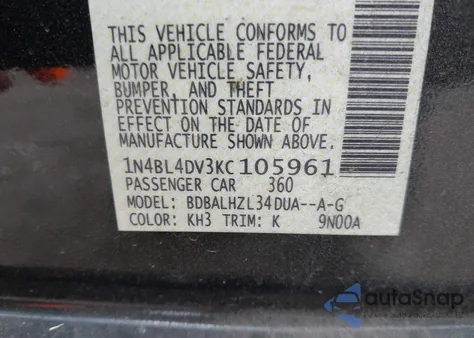 THIS VEHICLE CONFORMS TO
ALL APPLICABLE FEDERAL
MOTOR VEHICLE SAFETY,
BUMPER, AND THEFT
PREVENTION STANDARDS IN
EFFECT ON THE DATE OF
MANUFACTURE SHOWN ABOVE.
1N4BL4DV3KC105961
PASSENGER CAR 360
MODEL: BDBALHZL34DUA--A-G
COLOR: KH3 TRIM: K 9N00A
autoSnap